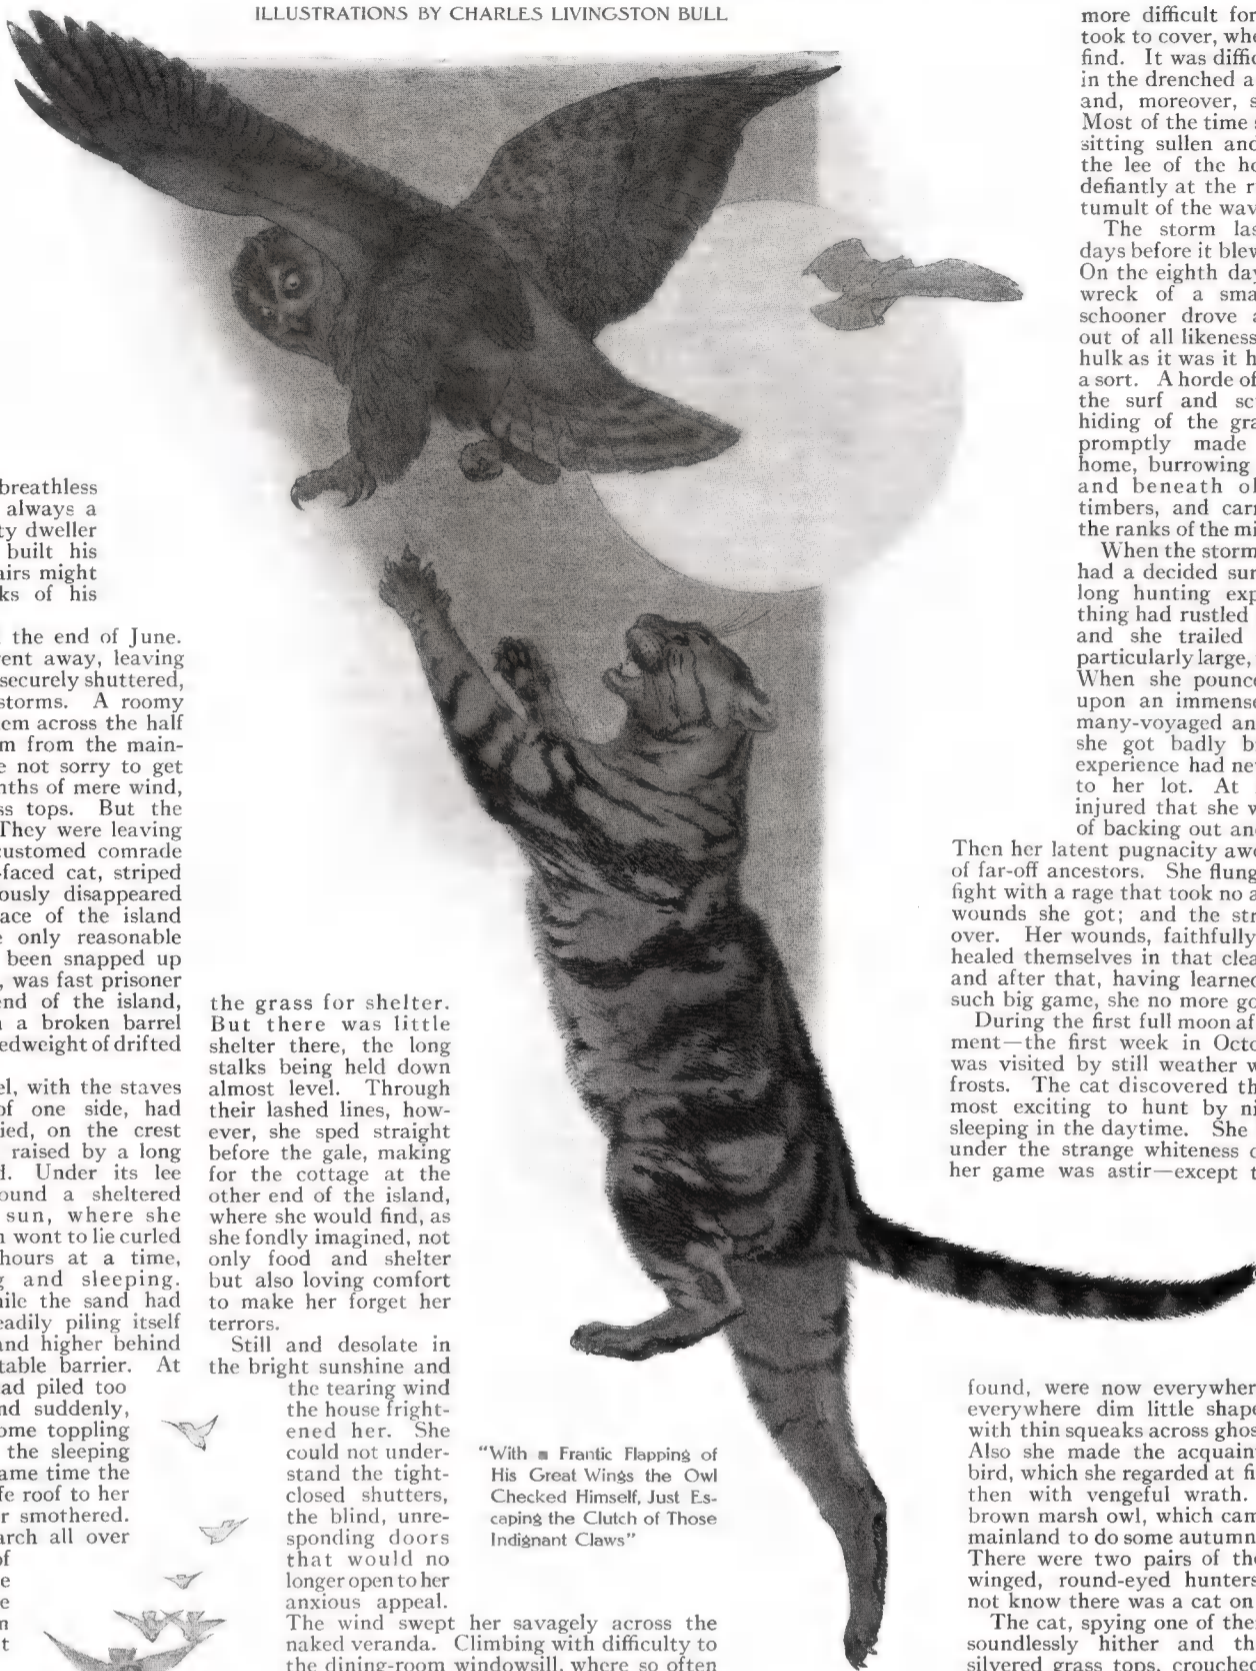 ILLUSTRATIONS BY CHARLES LIVINGSTON BULL
breathless
always a
ty dweller
built his
airs might
ks of his
the end of June.
ent away, leaving
securely shuttered,
storms. A roomy
em across the half
m from the main-
e not sorry to get
nths of mere wind,
ss tops. But the
They were leaving
customed comrade
-faced cat, striped
ously disappeared
ace of the island
e only reasonable
been snapped up
, was fast prisoner
end of the island,
a broken barrel
edweight of drifted
el, with the staves
of one side, had
ied, on the crest
raised by a long
d. Under its lee
ound a sheltered
sun, where she
n wont to lie curled
hours at a time,
g and sleeping.
ile the sand had
eadily piling itself
and higher behind
table barrier. At
ad piled too
nd suddenly,
ome toppling
the sleeping
ame time the
fe roof to her
r smothered.
arch all over
of
e
e
n
t
the grass for shelter.
But there was little
shelter there, the long
stalks being held down
almost level. Through
their lashed lines, how-
ever, she sped straight
before the gale, making
for the cottage at the
other end of the island,
where she would find, as
she fondly imagined, not
only food and shelter
but also loving comfort
to make her forget her
terrors.
Still and desolate in
the bright sunshine and
the tearing wind
the house fright-
ened her. She
could not under-
stand the tight-
closed shutters,
the blind, unre-
sponding doors
that would no
longer open to her
anxious appeal.
The wind swept her savagely across the
naked veranda. Climbing with difficulty to
the dining-room windowsill, where so often
"With a Frantic Flapping of
His Great Wings the Owl
Checked Himself, Just Es-
caping the Clutch of Those
Indignant Claws"
more difficult for
took to cover, whe
find. It was diffic
in the drenched a
and, moreover, s
Most of the time s
sitting sullen and
the lee of the ho
defiantly at the r
tumult of the wav
The storm las
days before it blew
On the eighth day
wreck of a sma
schooner drove a
out of all likeness
hulk as it was it h
a sort. A horde of
the surf and sc
hiding of the gra
promptly made
home, burrowing
and beneath ol
timbers, and carr
the ranks of the mi
When the storm
had a decided sur
long hunting exp
thing had rustled
and she trailed
particularly large,
When she pounce
upon an immense
many-voyaged an
she got badly b
experience had nev
to her lot. At
injured that she w
of backing out an
Then her latent pugnacity awo
of far-off ancestors. She flung
fight with a rage that took no a
wounds she got; and the str
over. Her wounds, faithfully
healed themselves in that clea
and after that, having learned
such big game, she no more go
During the first full moon af
ment—the first week in Octo
was visited by still weather w
frosts. The cat discovered th
most exciting to hunt by ni
sleeping in the daytime. She
under the strange whiteness o
her game was astir—except t
found, were now everywher
everywhere dim little shape
with thin squeaks across ghos
Also she made the acquain
bird, which she regarded at fi
then with vengeful wrath.
brown marsh owl, which cam
mainland to do some autumn
There were two pairs of the
winged, round-eyed hunters
not know there was a cat on
The cat, spying one of the
soundlessly hither and th
silvered grass tops, crouched